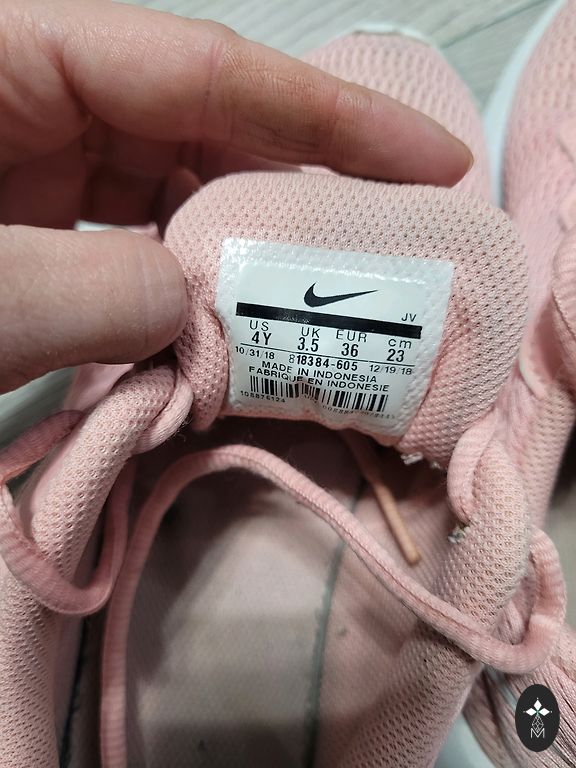 JV
US UK EUR cm
4Y 3.5 36 23
10/31/18 818384-605 12/19/18
MADE IN INDONESIA
FABRIQUE EN INDONESIE
108876124
M